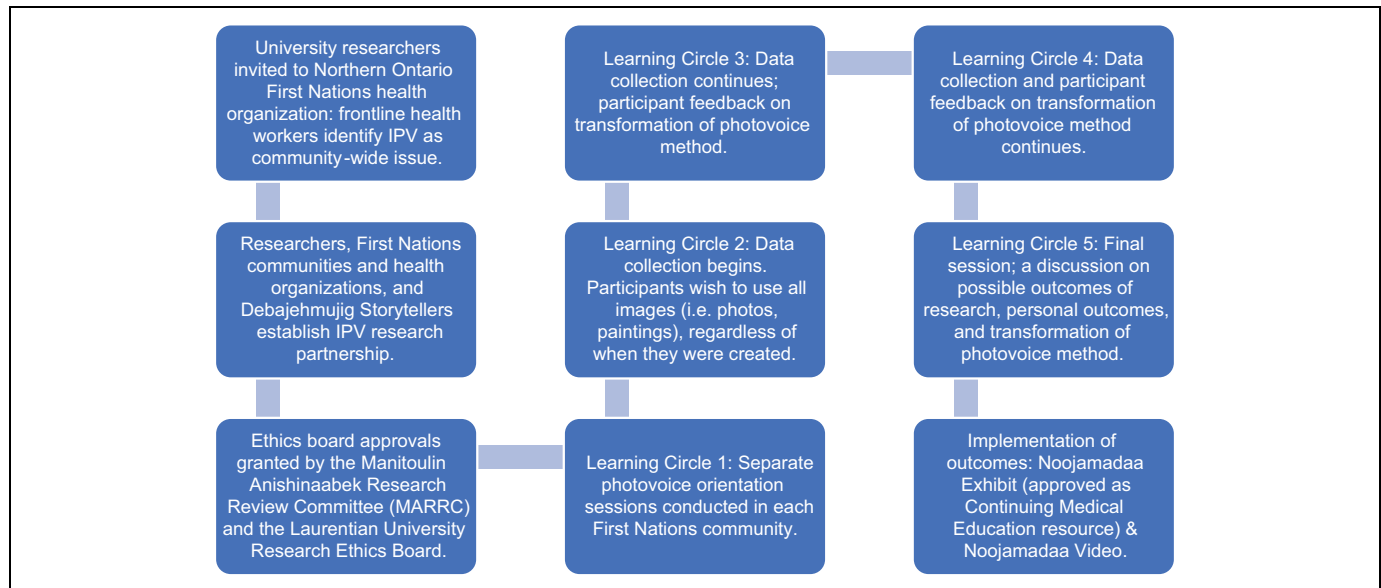 University researchers
invited to Northern Ontario
First Nations health
organization: frontline health
workers identify IPV as
community-wide issue.
Researchers, First Nations
communities and health
organizations, and
Debajehmujig Storytellers
establish IPV research
partnership.
Ethics board approvals
granted by the Manitoulin
Anishinaabek Research
Review Committee (MARRC)
and the Laurentian University
Research Ethics Board.
Learning Circle 1: Separate
photovoice orientation
sessions conducted in each
First Nations community.
Learning Circle 2: Data
collection begins.
Participants wish to use all
images (i.e. photos,
paintings), regardless of
when they were created.
Learning Circle 3: Data
collection continues;
participant feedback on
transformation of photovoice
method.
Learning Circle 4: Data
collection and participant
feedback on transformation
of photovoice method
continues.
Learning Circle 5: Final
session; a discussion on
possible outcomes of
research, personal outcomes,
and transformation of
photovoice method.
Implementation of
outcomes: Noojamadaa
Exhibit (approved as
Continuing Medical
Education resource) &
Noojamadaa Video.